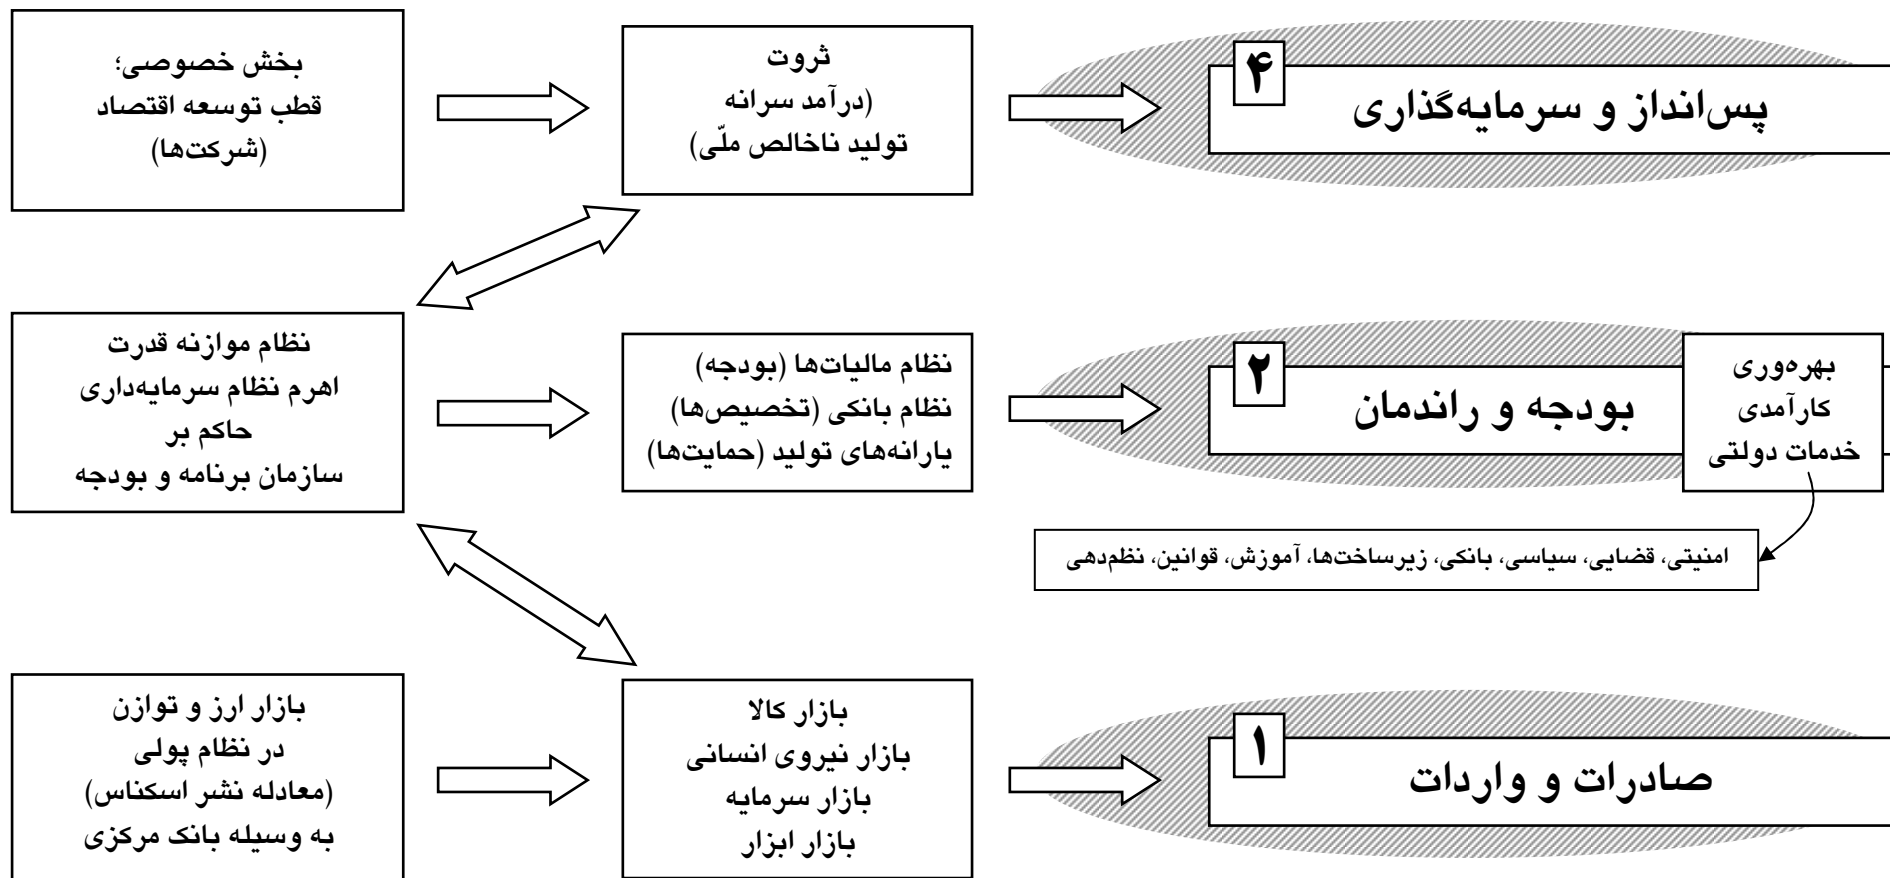 بخش خصوصی؛
قطب توسعه اقتصاد
(شرکت‌ها)
ثروت
(درآمد سرانه
تولید ناخالص ملّی)
۴
پس‌انداز و سرمایه‌گذاری
نظام موازنه قدرت
اهرم نظام سرمایه‌داری
حاکم بر
سازمان برنامه و بودجه
نظام مالیات‌ها (بودجه)
نظام بانکی (تخصیص‌ها)
یارانه‌های تولید (حمایت‌ها)
۲
بودجه و راندمان
بهره‌وری
کارآمدی
خدمات دولتی
امنیتی، قضایی، سیاسی، بانکی، زیرساخت‌ها، آموزش، قوانین، نظم‌دهی
بازار ارز و توازن
در نظام پولی
(معادله نشر اسکناس)
به وسیله بانک مرکزی
بازار کالا
بازار نیروی انسانی
بازار سرمایه
بازار ابزار
۱
صادرات و واردات